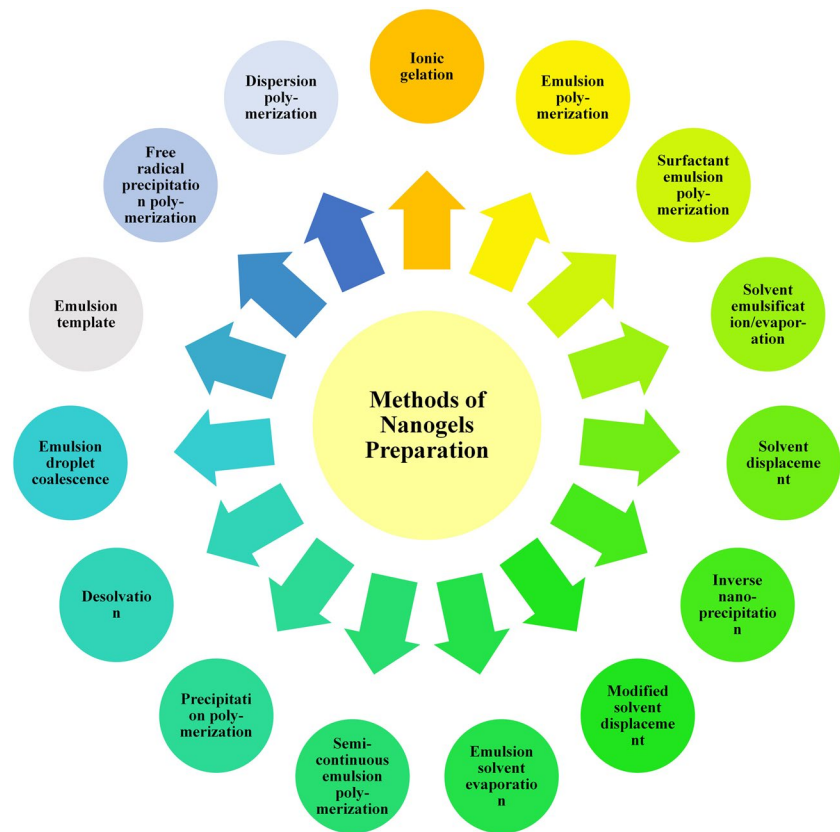 Methods of
Nanogels
Preparation
Ionic
gelation
Emulsion
poly-
merization
Surfactant
emulsion
poly-
merization
Solvent
emulsificat
ion/evapor-
ation
Solvent
displaceme
nt
Inverse
nano-
precipitatio
n
Modified
solvent
displaceme
nt
Emulsion
solvent
evaporatio
n
Semi-
continuous
emulsion
poly-
merization
Precipitati
on poly-
merization
Desolvatio
n
Emulsion
droplet
coalescence
Emulsion
template
Free
radical
precipitatio
n poly-
merization
Dispersion
poly-
merization